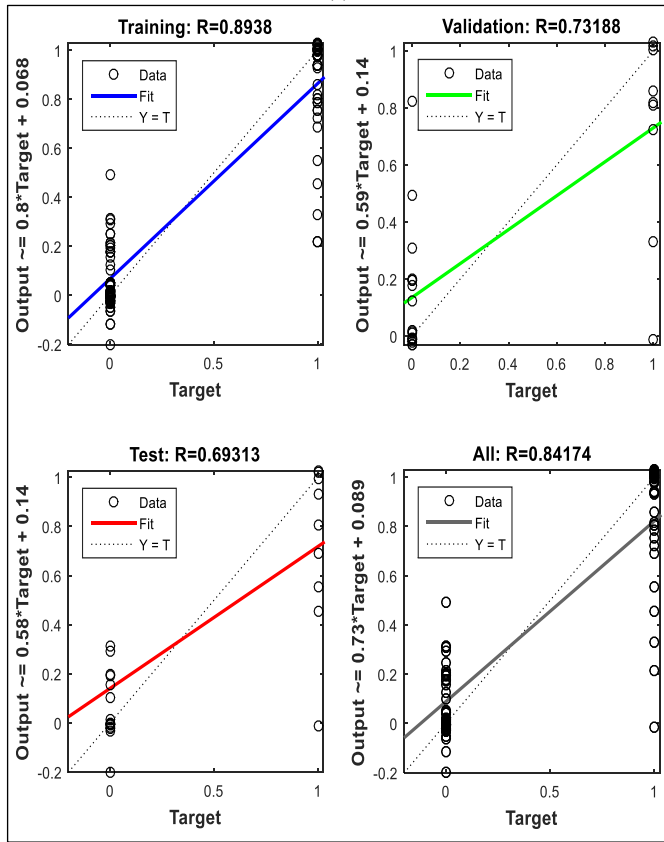 Training: R=0.8938
Output ~= 0.8*Target + 0.068
1
0.8
0.6
0.4
0.2
0
-0.2
Data
Fit
Y = T
0
0.5
1
Target
Validation: R=0.73188
Output ~= 0.59*Target + 0.14
1
0.8
0.6
0.4
0.2
0
Data
Fit
Y = T
0
0.2
0.4
0.6
0.8
1
Target
Test: R=0.69313
Output ~= 0.58*Target + 0.14
1
0.8
0.6
0.4
0.2
0
-0.2
Data
Fit
Y = T
0
0.5
1
Target
All: R=0.84174
Output ~= 0.73*Target + 0.089
1
0.8
0.6
0.4
0.2
0
-0.2
Data
Fit
Y = T
0
0.5
1
Target